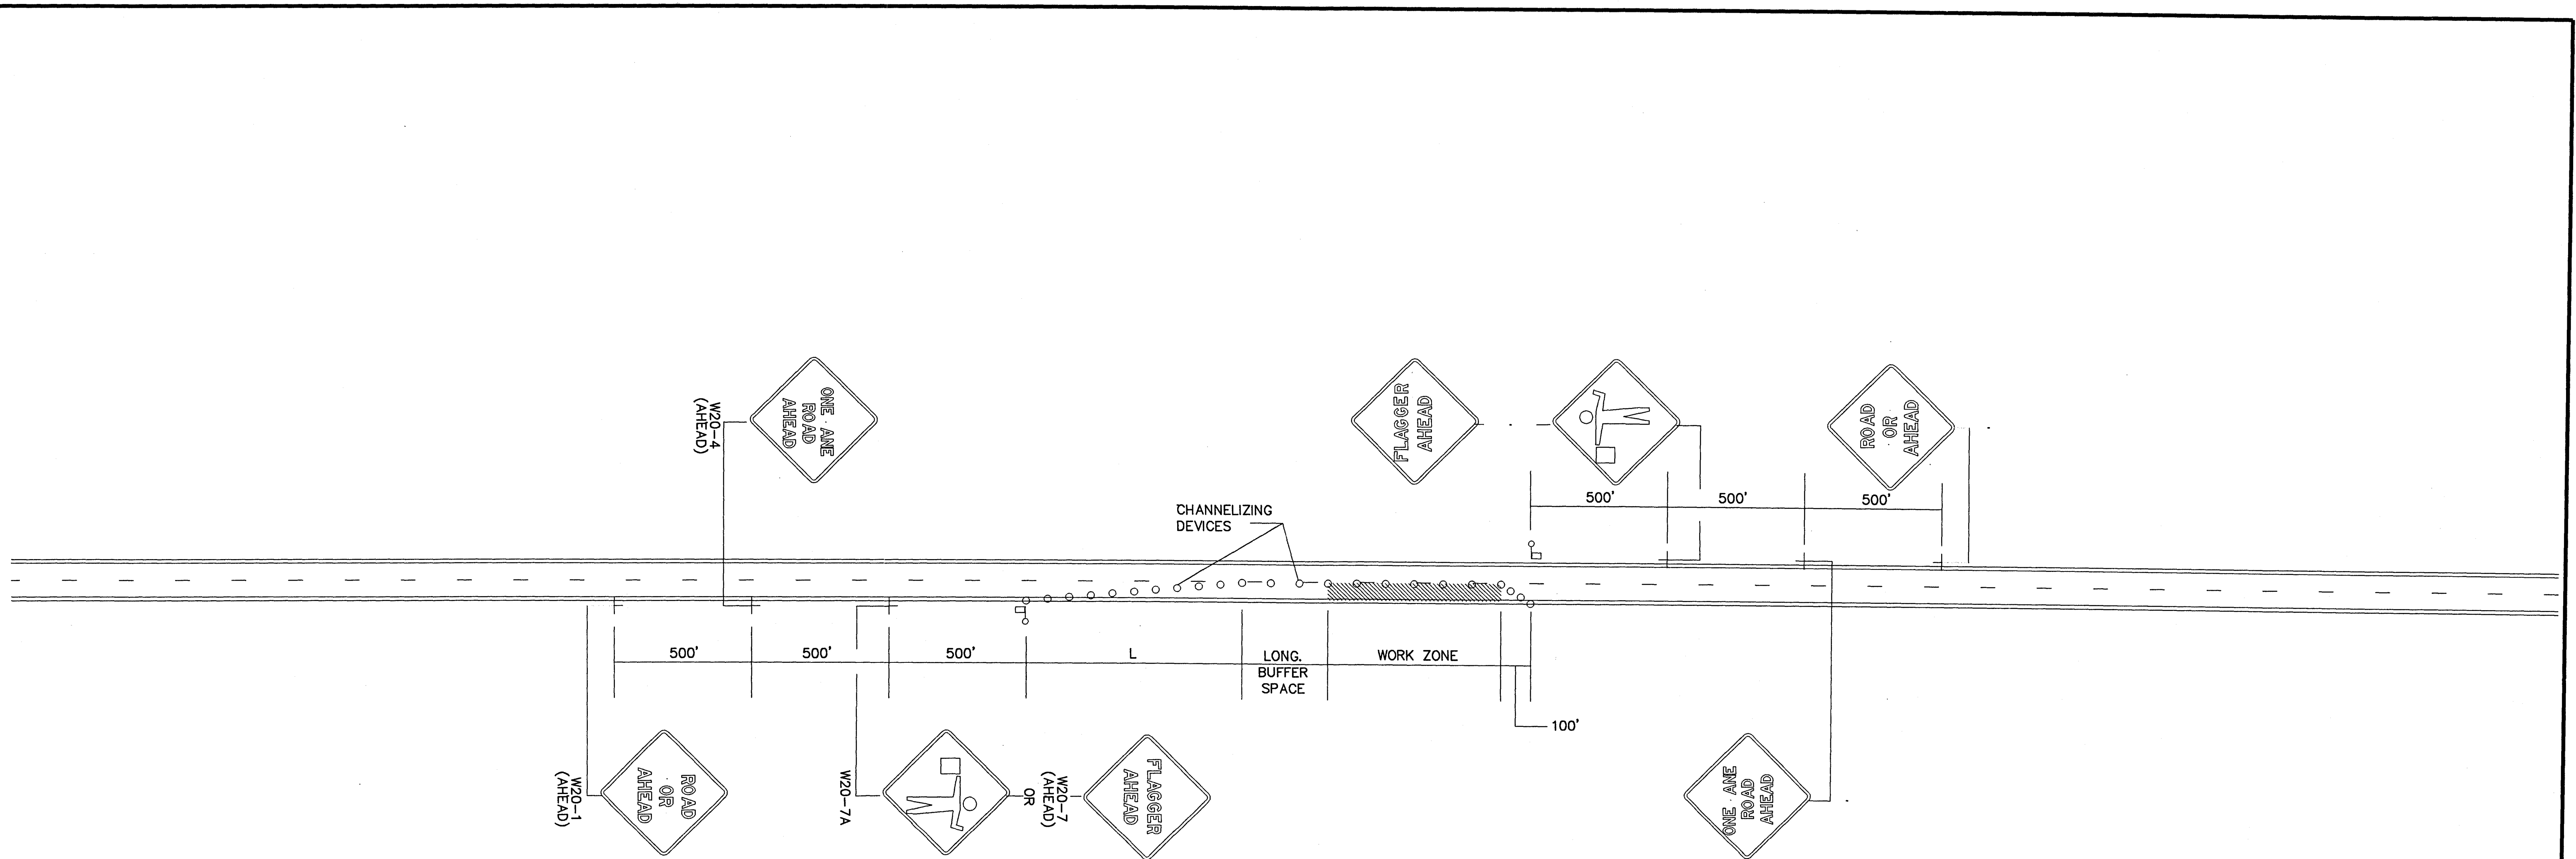 ONE ANE
ROAD
AHEAD
W20-4
(AHEAD)
FLAGGER
AHEAD
ROAD
OR
AHEAD
500'
500'
500'
CHANNELIZING
DEVICES
500'
500'
500'
L
LONG.
BUFFER
SPACE
WORK ZONE
100'
W20-1
(AHEAD)
ROAD
OR
AHEAD
W20-7A
OR
W20-7
(AHEAD)
FLAGGER
AHEAD
ONE ANE
ROAD
AHEAD